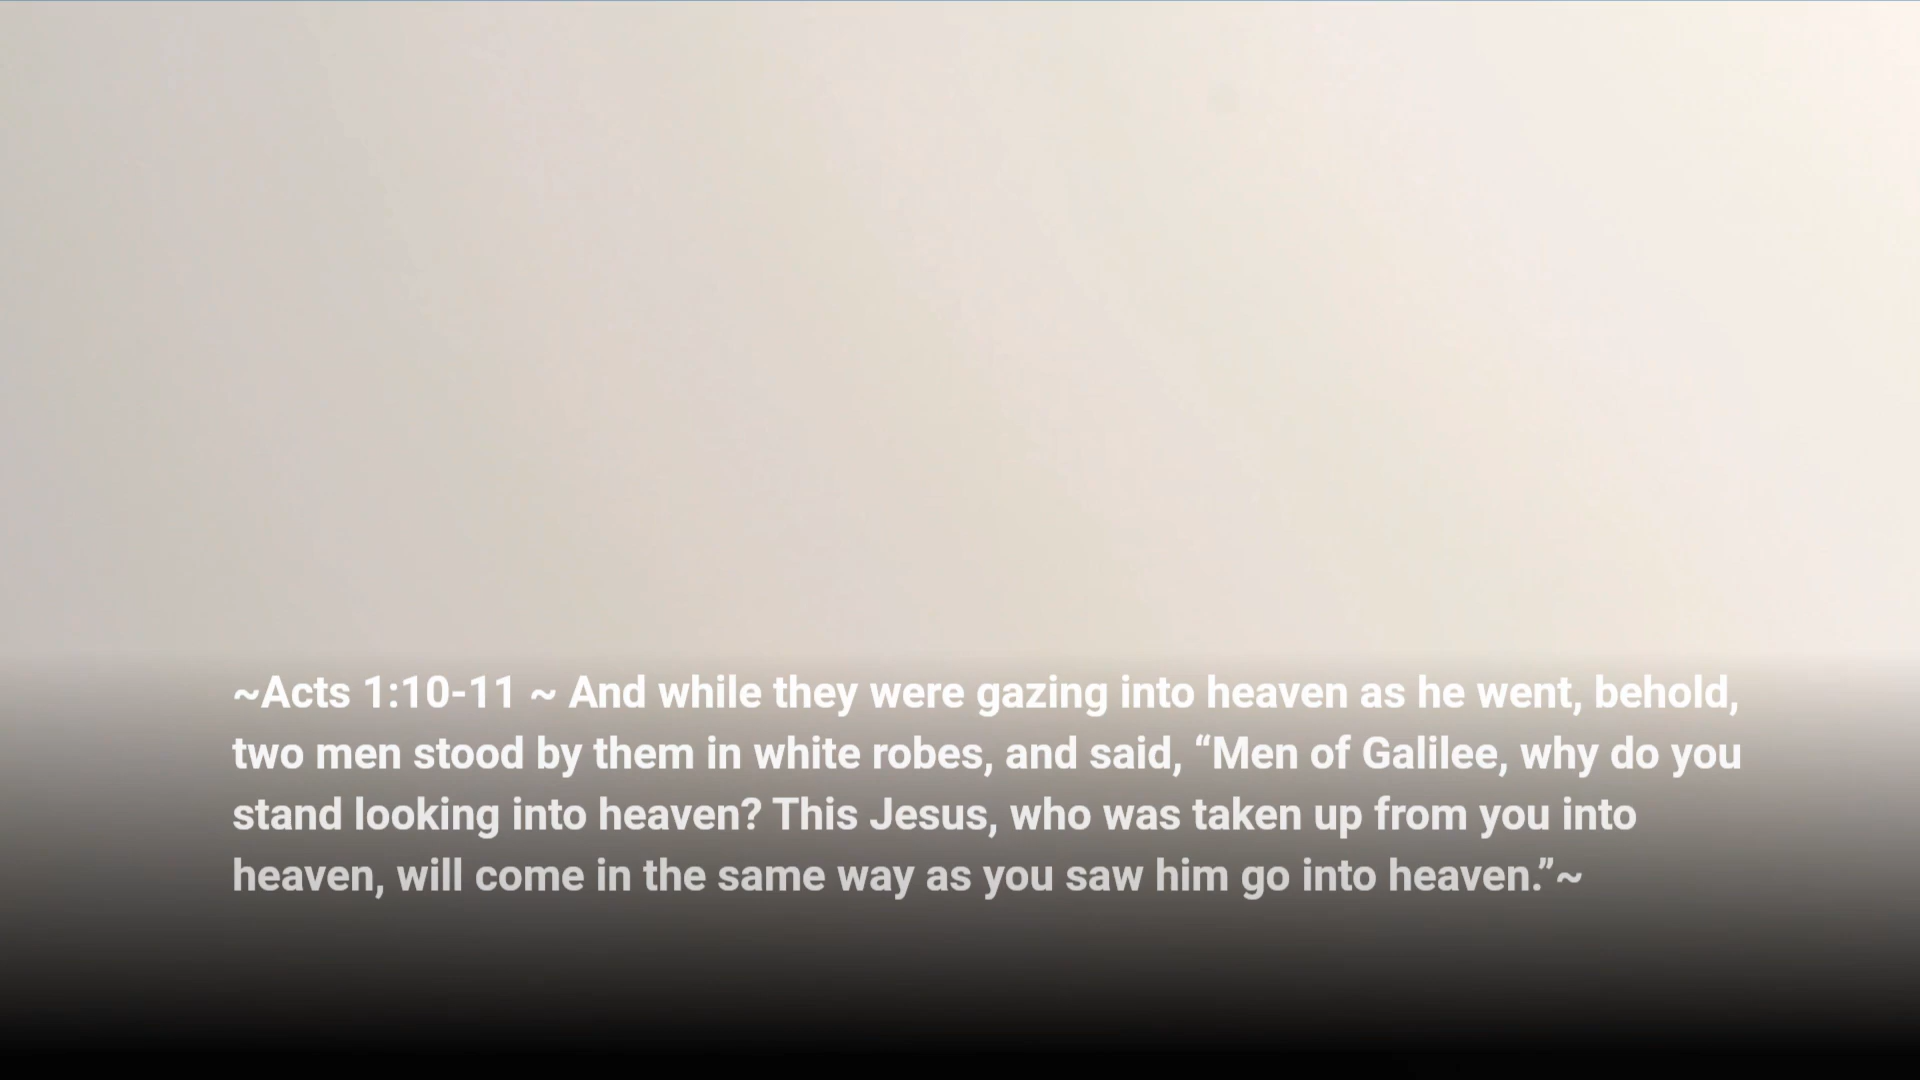 ~Acts 1:10-11 ~ And while they were gazing into heaven as he went, behold,
two men stood by them in white robes, and said, “Men of Galilee, why do you
stand looking into heaven? This Jesus, who was taken up from you into
heaven, will come in the same way as you saw him go into heaven.”~